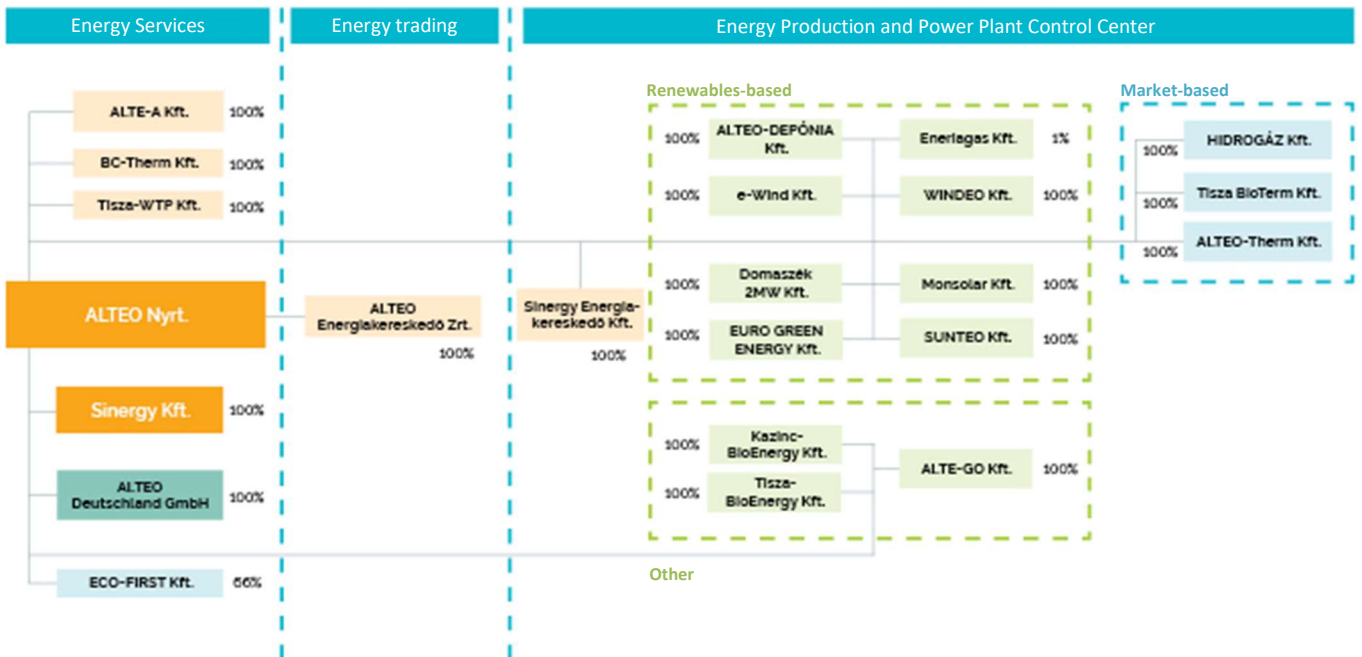 Energy Services
Energy trading
Energy Production and Power Plant Control Center
ALTE-A Kft. 100%
BC-Therm Kft. 100%
Tisza-WTP Kft. 100%
ALTEO Nyrt.
Sinergy Kft. 100%
ALTEO
Deutschland GmbH 100%
ECO-FIRST Kft. 66%
ALTEO
Energiakereskedő Zrt.
100%
Sinergy Energia-
kereskedő Kft.
100%
Renewables-based
100% ALTEO-DEPÓNIA
Kft.
Eneriagas Kft. 1%
100% e-Wind Kft.
WINDEO Kft. 100%
100% Domaszék
2MW Kft.
Monsolar Kft. 100%
100% EURO GREEN
ENERGY Kft.
SUNTEO Kft. 100%
100% Kazinc-
BioEnergy Kft.
100% Tisza-
BioEnergy Kft.
ALTE-GO Kft. 100%
Other
Market-based
100% HIDROGÁZ Kft.
100% Tisza BioTerm Kft.
100% ALTEO-Therm Kft.